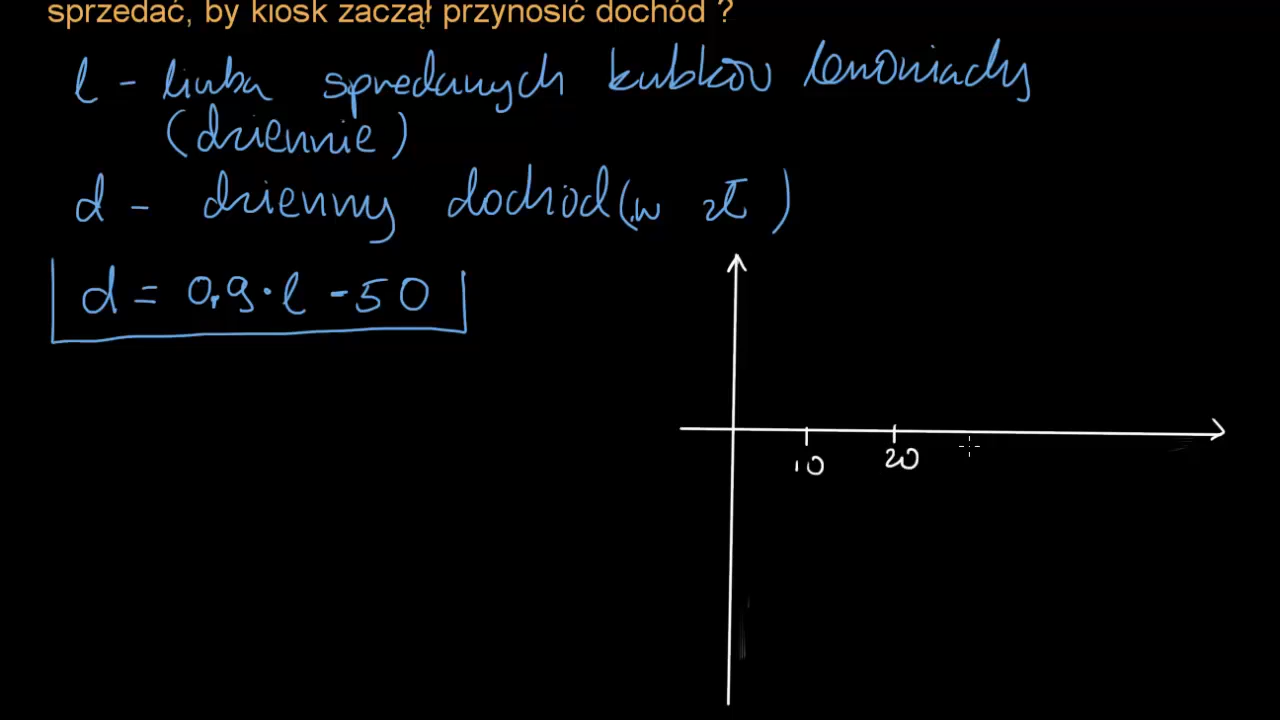 sprzedać, by kiosk zaczął przynosić dochód ?
l - liczba sprzedanych kubków lemoniady
(dziennie)
d - dzienny dochód (w zł)
d = 0,9 · l - 50
10 20